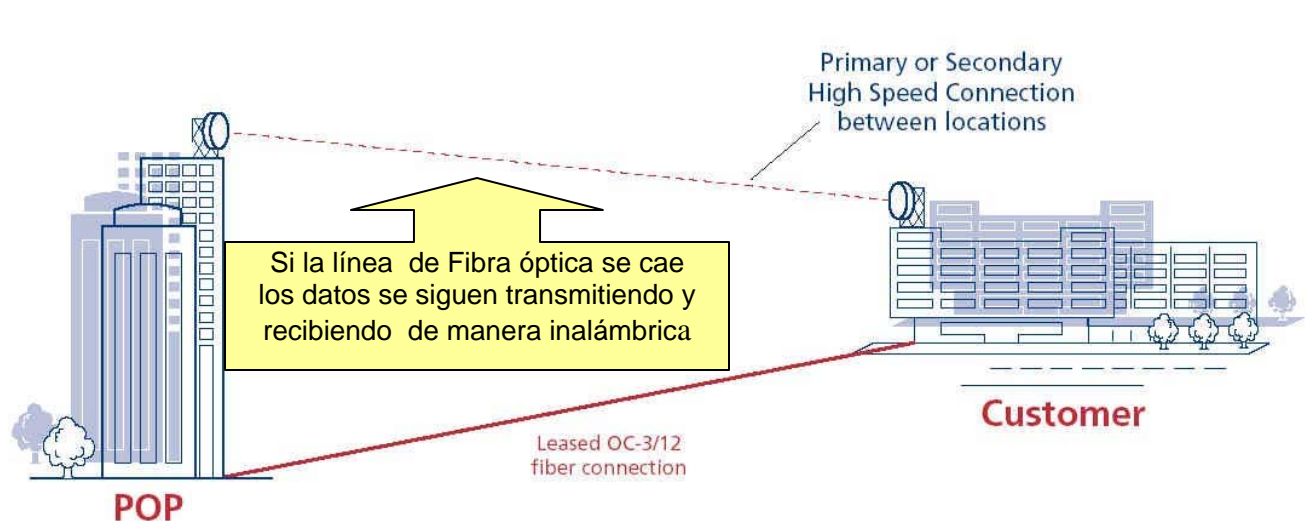 Primary or Secondary
High Speed Connection
between locations
Si la línea de Fibra óptica se cae
los datos se siguen transmitiendo y
recibiendo de manera inalámbrica
Customer
Leased OC-3/12
fiber connection
POP